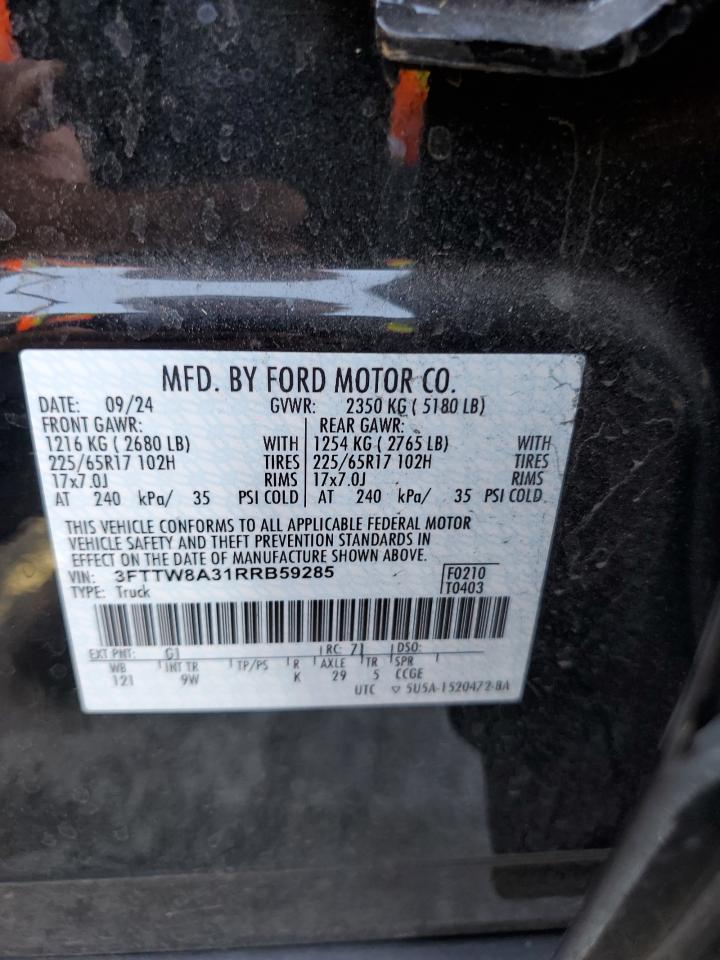 MFD. BY FORD MOTOR CO.
DATE: 09/24 GVWR: 2350 KG ( 5180 LB)
FRONT GAWR: REAR GAWR:
1216 KG ( 2680 LB) WITH 1254 KG ( 2765 LB) WITH
225/65R17 102H TIRES 225/65R17 102H TIRES
17x7.0J RIMS 17x7.0J RIMS
AT 240 kPa/ 35 PSI COLD AT 240 kPa/ 35 PSI COLD
THIS VEHICLE CONFORMS TO ALL APPLICABLE FEDERAL MOTOR
VEHICLE SAFETY AND THEFT PREVENTION STANDARDS IN
EFFECT ON THE DATE OF MANUFACTURE SHOWN ABOVE.
VIN: 3FTTW8A31RRB59285 F0210
TYPE: Truck T0403
EXT PNT: G1 RC: 71 DSO:
WB INT TR TP/PS R AXLE TR SPR
121 9W K 29 5 CCGE
UTC ▽ 5U5A-1520472-BA